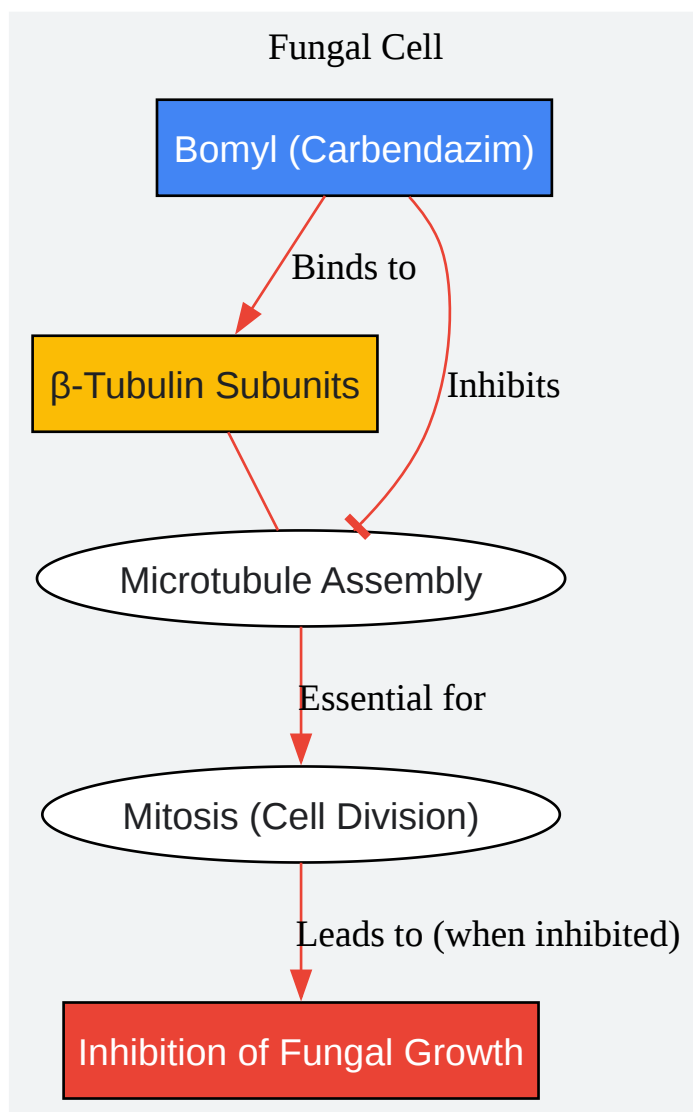 Fungal Cell
Bomyl (Carbendazim)
Binds to
β-Tubulin Subunits
Inhibits
Microtubule Assembly
Essential for
Mitosis (Cell Division)
Leads to (when inhibited)
Inhibition of Fungal Growth